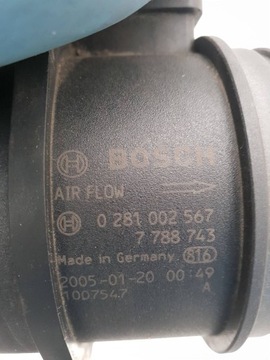 BOSCH
AIR FLOW
0 281 002 567
7 788 743
Made in Germany 816
2005-01-20 00:49
1007547 A